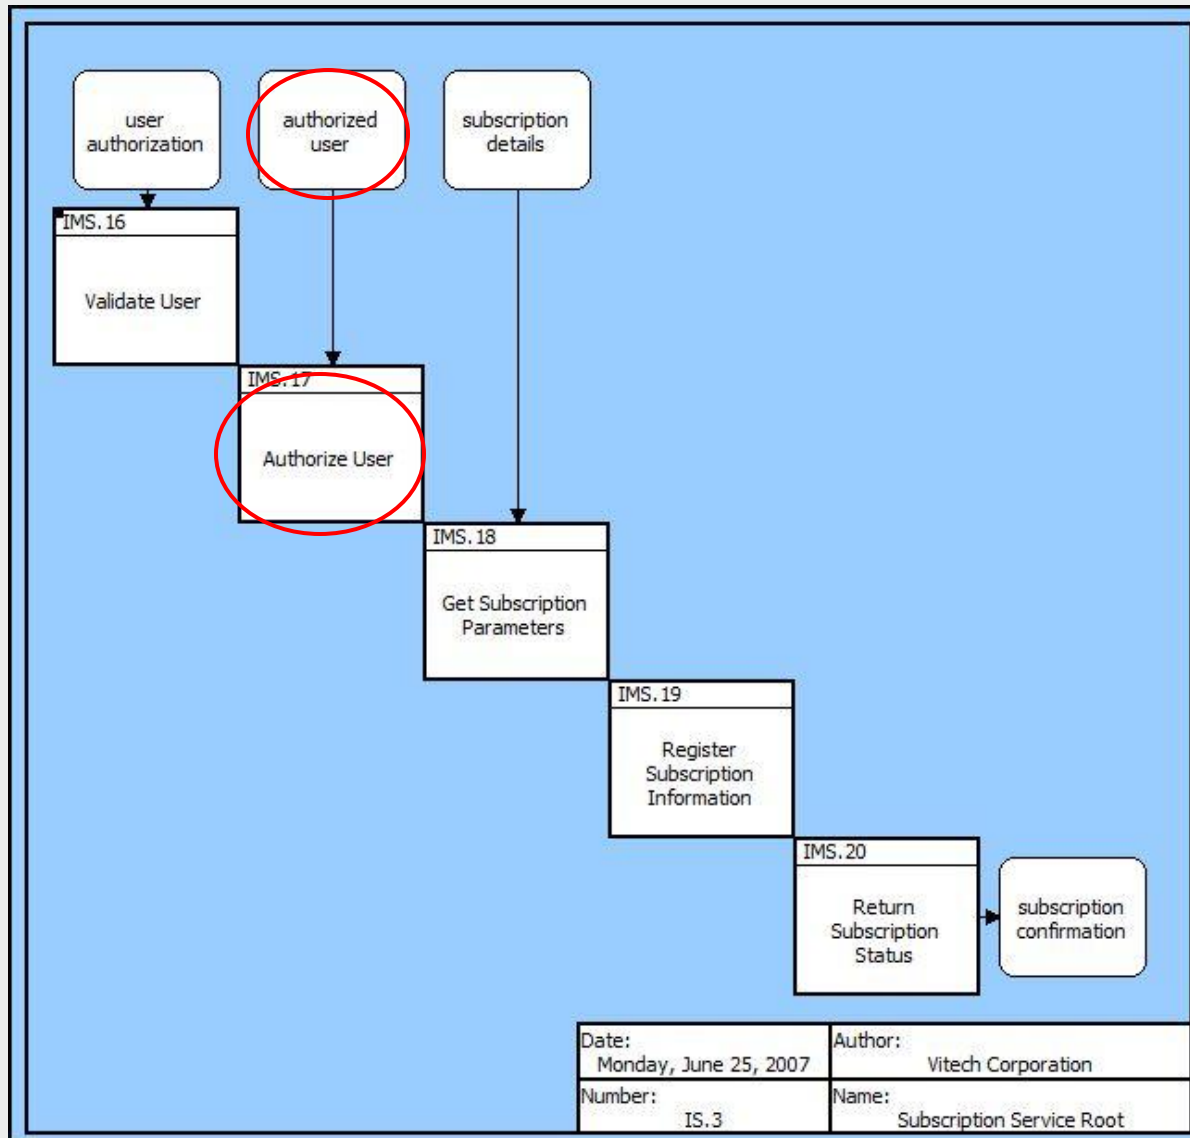 user
authorization
authorized
user
subscription
details
IMS.16
Validate User
IMS.17
Authorize User
IMS.18
Get Subscription
Parameters
IMS.19
Register
Subscription
Information
IMS.20
Return
Subscription
Status
subscription
confirmation
Date:
Monday, June 25, 2007
Author:
Vitech Corporation
Number:
IS.3
Name:
Subscription Service Root